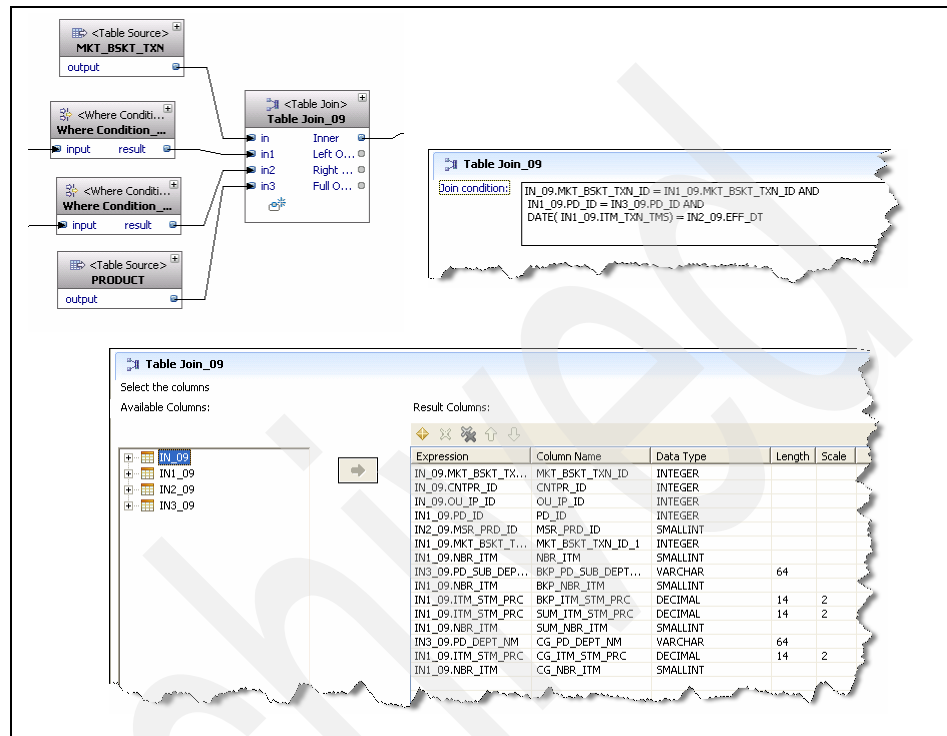 <Table Source>
MKT_BSKT_TXN
output
<Where Conditi...
Where Condition_...
input result
<Where Conditi...
Where Condition_...
input result
<Table Source>
PRODUCT
output
<Table Join>
Table Join_09
in Inner
in1 Left O...
in2 Right ...
in3 Full O...
Table Join_09
Join condition:
IN_09.MKT_BSKT_TXN_ID = IN1_09.MKT_BSKT_TXN_ID AND
IN1_09.PD_ID = IN3_09.PD_ID AND
DATE( IN1_09.ITM_TXN_TMS) = IN2_09.EFF_DT
Table Join_09
Select the columns
Available Columns:
IN_09
IN1_09
IN2_09
IN3_09
Result Columns:
Expression Column Name Data Type Length Scale
IN_09.MKT_BSKT_TX... MKT_BSKT_TXN_ID INTEGER
IN_09.CNTPR_ID CNTPR_ID INTEGER
IN_09.OU_IP_ID OU_IP_ID INTEGER
IN1_09.PD_ID PD_ID INTEGER
IN2_09.MSR_PRD_ID MSR_PRD_ID SMALLINT
IN1_09.MKT_BSKT_T... MKT_BSKT_TXN_ID_1 INTEGER
IN1_09.NBR_ITM NBR_ITM SMALLINT
IN3_09.PD_SUB_DEP... BKP_PD_SUB_DEPT... VARCHAR 64
IN1_09.NBR_ITM BKP_NBR_ITM SMALLINT
IN1_09.ITM_STM_PRC BKP_ITM_STM_PRC DECIMAL 14 2
IN1_09.ITM_STM_PRC SUM_ITM_STM_PRC DECIMAL 14 2
IN1_09.NBR_ITM SUM_NBR_ITM SMALLINT
IN3_09.PD_DEPT_NM CG_PD_DEPT_NM VARCHAR 64
IN1_09.ITM_STM_PRC CG_ITM_STM_PRC DECIMAL 14 2
IN1_09.NBR_ITM CG_NBR_ITM SMALLINT